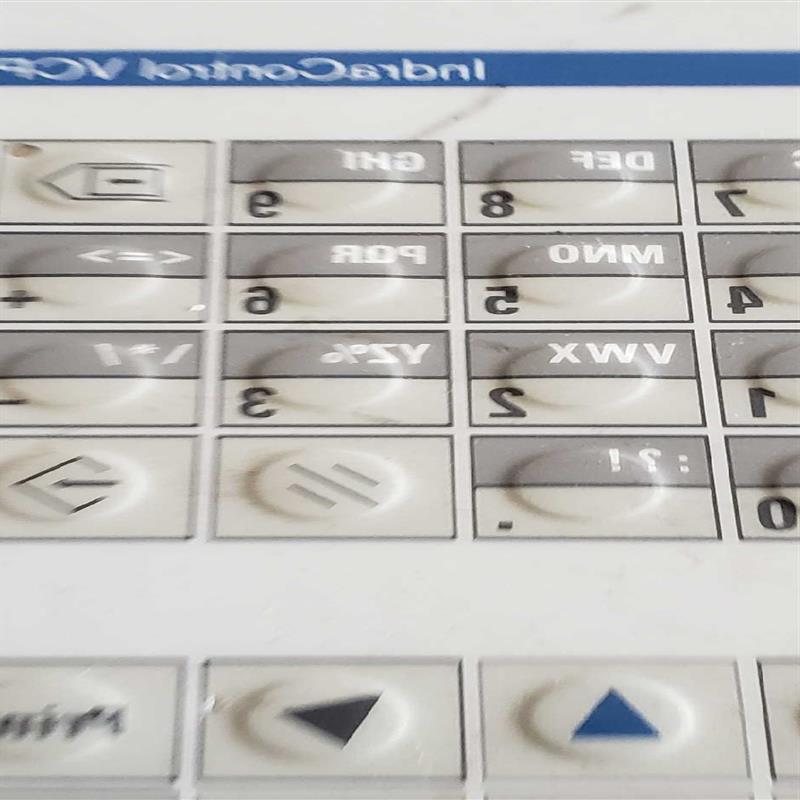 IndraControl VCP
DEF GHI
7 8 9
MNO PQR <=>
4 5 6 +
VWX YZ%
1 2 3 -
:?!
0 .